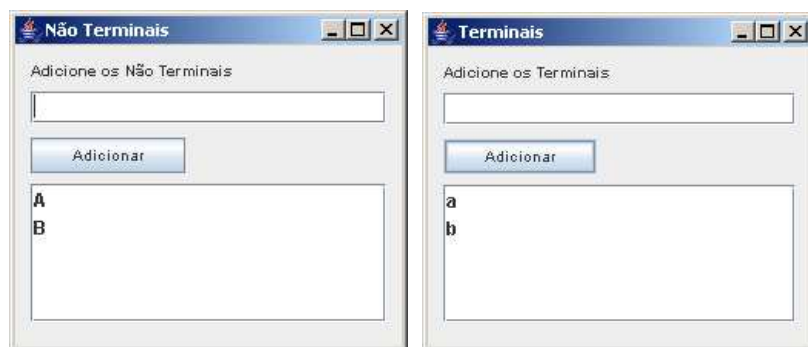 Não Terminais
Adicione os Não Terminais
Adicionar
A
B
Terminais
Adicione os Terminais
Adicionar
a
b